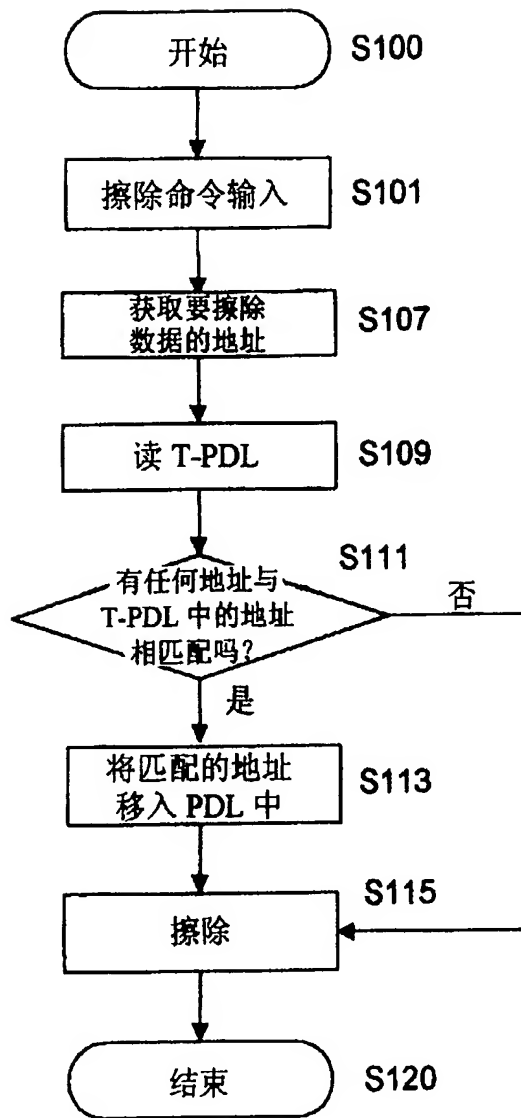 开始
S100
擦除命令输入
S101
获取要擦除
数据的地址
S107
读 T-PDL
S109
S111
有任何地址与
T-PDL 中的地址
相匹配吗?
否
是
将匹配的地址
移入 PDL 中
S113
S115
擦除
结束
S120